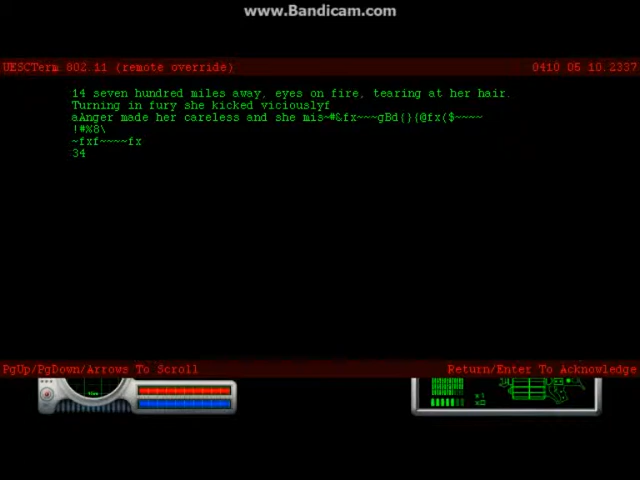 www.Bandicam.com
UESCTerm 802.11 (remote override) 0410 05 10.2337
14 seven hundred miles away, eyes on fire, tearing at her hair.
Turning in fury she kicked viciouslyf
aAnger made her careless and she mis~#&fx~~~gBd(}{@fx($~~~~
!#%8\
~fxf~~~~fx
34
PgUp/PgDown/Arrows To Scroll Return/Enter To Acknowledge